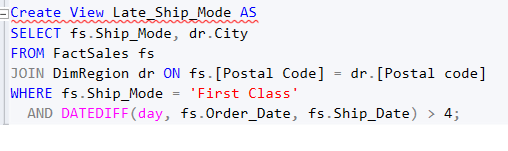 Create View Late_Ship_Mode AS
SELECT fs.Ship_Mode, dr.City
FROM FactSales fs
JOIN DimRegion dr ON fs.[Postal Code] = dr.[Postal code]
WHERE fs.Ship_Mode = 'First Class'
  AND DATEDIFF(day, fs.Order_Date, fs.Ship_Date) > 4;